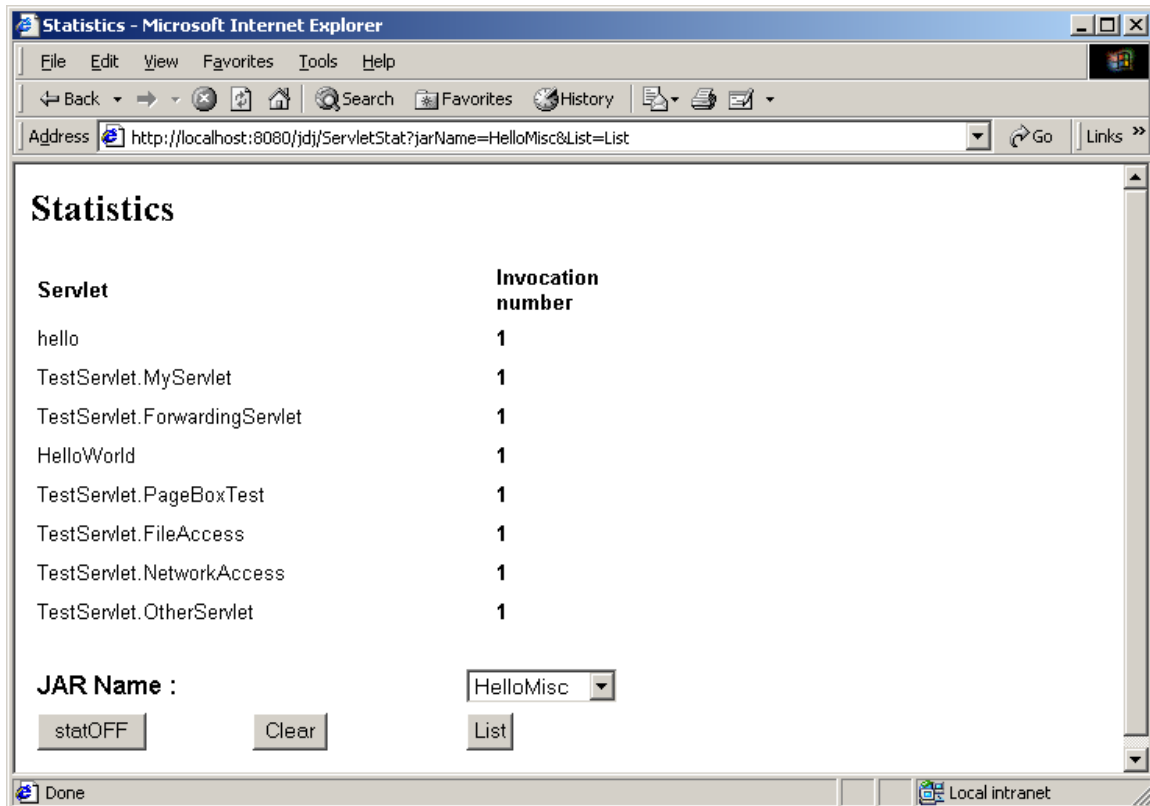 Statistics - Microsoft Internet Explorer
File Edit View Favorites Tools Help
Back Search Favorites History
Address http://localhost:8080/jdj/ServletStat?jarName=HelloMisc&List=List Go Links »
Statistics
Servlet Invocation number
hello 1
TestServlet.MyServlet 1
TestServlet.ForwardingServlet 1
HelloWorld 1
TestServlet.PageBoxTest 1
TestServlet.FileAccess 1
TestServlet.NetworkAccess 1
TestServlet.OtherServlet 1
JAR Name : HelloMisc
statOFF Clear List
Done Local intranet